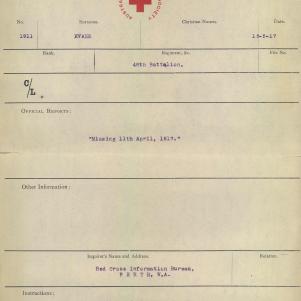 No. Surname. Christian Names. Date.
1911 EVANS 15-5-17
Rank. Regiment, &c. File No.
48th Battalion.
C/L.
OFFICIAL REPORTS:
"Missing 11th April, 1917."
Other Information:
Inquirer's Name and Address. Relation.
Red Cross Information Bureau,
PERTH, W.A.
Instructions: